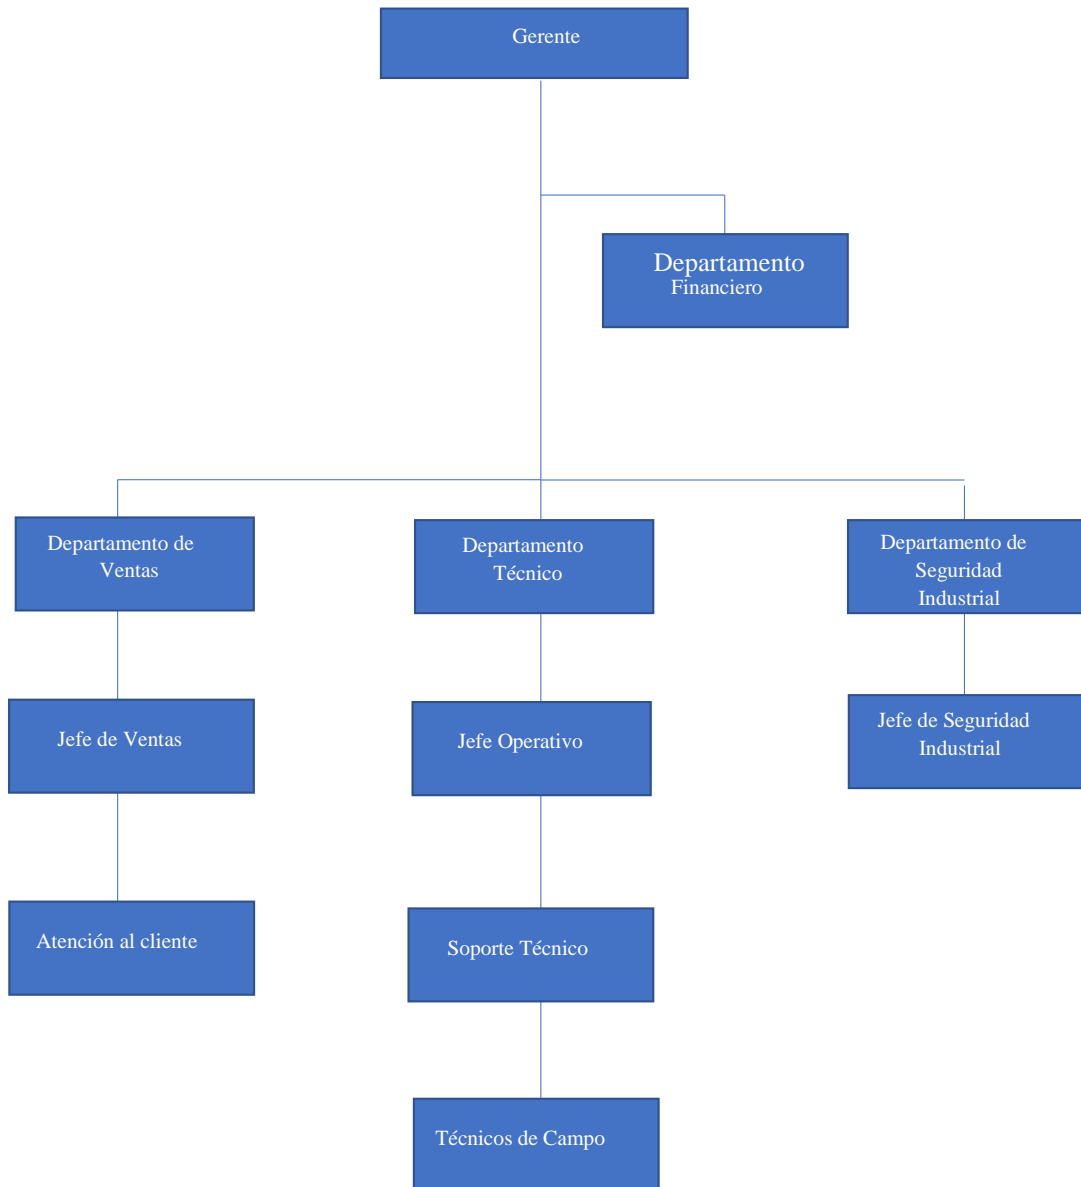 Gerente
Departamento
Financiero
Departamento de
Ventas
Departamento
Técnico
Departamento de
Seguridad
Industrial
Jefe de Ventas
Jefe Operativo
Jefe de Seguridad
Industrial
Atención al cliente
Soporte Técnico
Técnicos de Campo